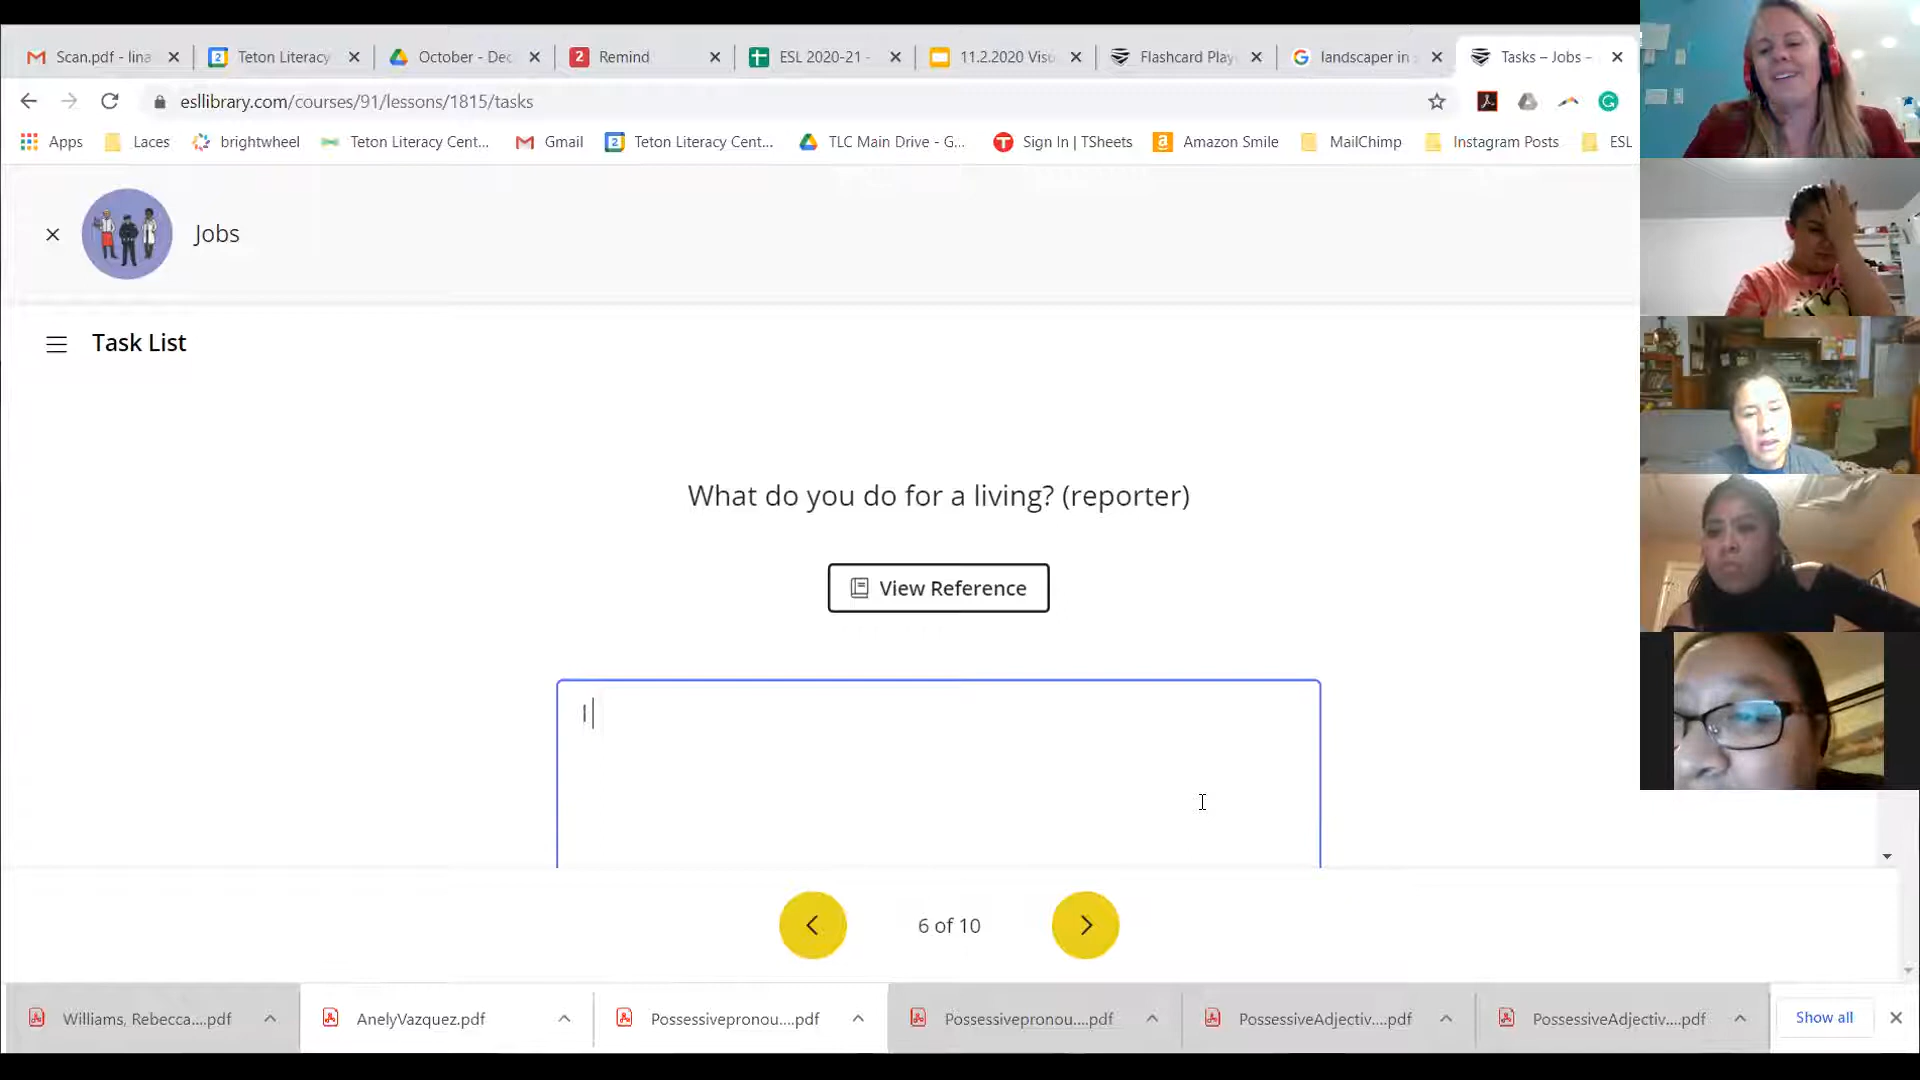 Scan.pdf - lina
2 Teton Literacy
October - Dec
2 Remind
ESL 2020-21 -
11.2.2020 Visu
Flashcard Play
landscaper in
Tasks – Jobs –
esllibrary.com/courses/91/lessons/1815/tasks
Apps
Laces
brightwheel
Teton Literacy Cent...
Gmail
2 Teton Literacy Cent...
TLC Main Drive - G...
Sign In | TSheets
Amazon Smile
MailChimp
Instagram Posts
ESL
Jobs
Task List
What do you do for a living? (reporter)
View Reference
I
6 of 10
Williams, Rebecca....pdf
AnelyVazquez.pdf
Possessivepronou....pdf
Possessivepronou....pdf
PossessiveAdjectiv....pdf
PossessiveAdjectiv....pdf
Show all